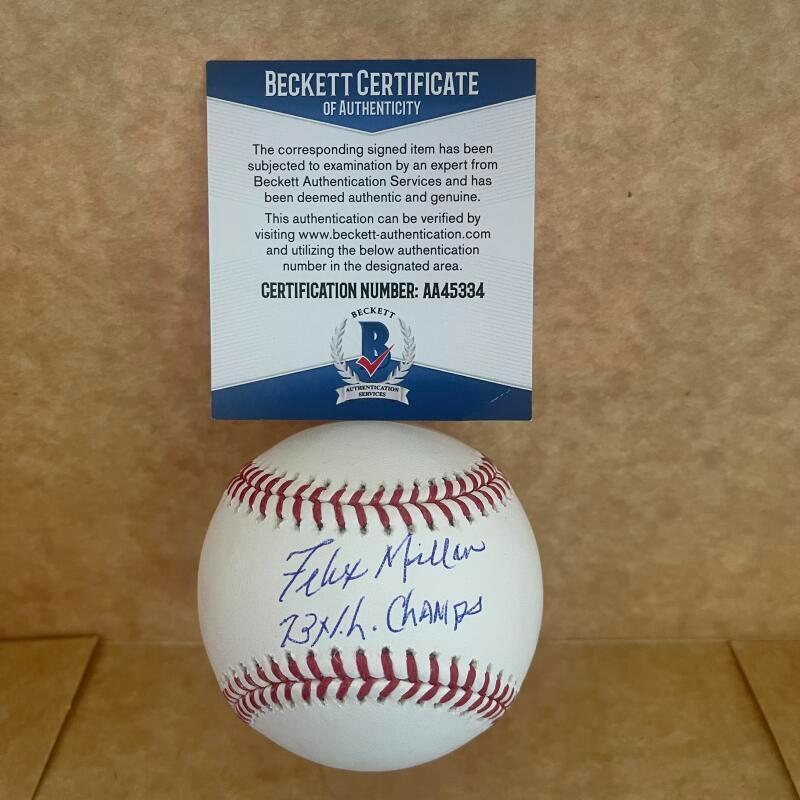 BECKETT CERTIFICATE
OF AUTHENTICITY
The corresponding signed item has been
subjected to examination by an expert from
Beckett Authentication Services and has
been deemed authentic and genuine.
This authentication can be verified by
visiting www.beckett-authentication.com
and utilizing the below authentication
number in the designated area.
CERTIFICATION NUMBER: AA45334
BECKETT
B
AUTHENTICATION
SERVICES
Felix Millan
73 N.L. CHAMPS